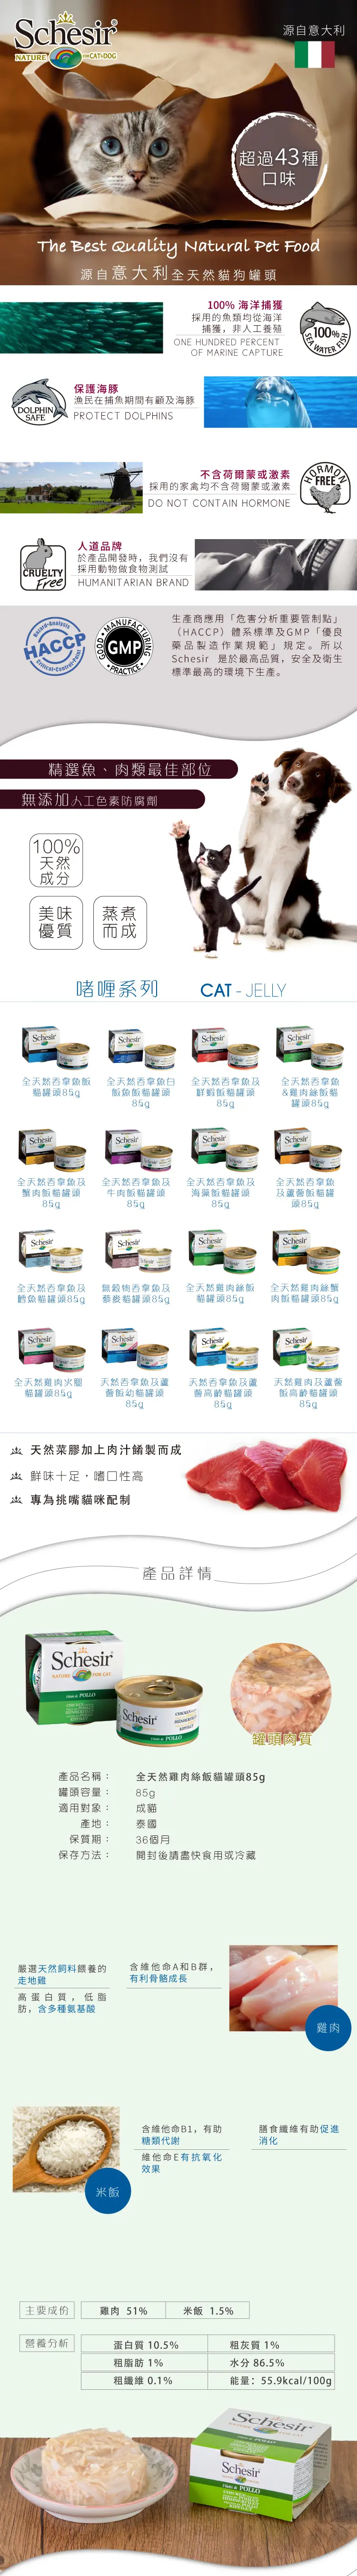 Schesir
NATURE FOR CAT&DOG
源自意大利
超過43種
口味
The Best Quality Natural Pet Food
源自意大利全天然貓狗罐頭
100% 海洋捕獲
採用的魚類均從海洋
捕獲，非人工養殖
ONE HUNDRED PERCENT
OF MARINE CAPTURE
100%
SEA WATER FISH
DOLPHIN
SAFE
保護海豚
漁民在捕魚期間有顧及海豚
PROTECT DOLPHINS
不含荷爾蒙或激素
採用的家禽均不含荷爾蒙或激素
DO NOT CONTAIN HORMONE
HORMON
FREE
CRUELTY
Free
人道品牌
於產品開發時，我們沒有
採用動物做食物測試
HUMANITARIAN BRAND
HACCP
GOOD MANUFACTURING
GMP
PRACTICE
生產商應用「危害分析重要管制點」
（HACCP）體系標準及GMP「優良
藥品製造作業規範」規定。所以
Schesir 是於最高品質，安全及衛生
標準最高的環境下生產。
精選魚、肉類最佳部位
無添加人工色素防腐劑
100%
天然
成分
美味
優質
蒸煮
而成
啫喱系列 CAT - JELLY
全天然吞拿魚飯
貓罐頭85g
全天然吞拿魚白
飯魚飯貓罐頭
85g
全天然吞拿魚及
鮮蝦飯貓罐頭
85g
全天然吞拿魚
&雞肉絲飯貓
罐頭85g
全天然吞拿魚及
蟹肉飯貓罐頭
85g
全天然吞拿魚及
牛肉飯貓罐頭
85g
全天然吞拿魚及
海藻飯貓罐頭
85g
全天然吞拿魚
及蘆薈飯貓罐
頭85g
全天然吞拿魚及
鱈魚貓罐頭85g
無穀物吞拿魚及
藜麥貓罐頭85g
全天然雞肉絲飯
貓罐頭85g
全天然雞肉絲蟹
肉飯貓罐頭85g
全天然雞肉火腿
貓罐頭85g
天然吞拿魚及蘆
薈飯幼貓罐頭
85g
天然吞拿魚及蘆
薈高齡貓罐頭
85g
天然雞肉及蘆薈
飯高齡貓罐頭
85g
天然菜膠加上肉汁餚製而成
鮮味十足，嗜口性高
專為挑嘴貓咪配制
產品詳情
Schesir
NATURE FOR CAT
POLLO
Schesir
罐頭肉質
產品名稱： 全天然雞肉絲飯貓罐頭85g
罐頭容量： 85g
適用對象： 成貓
產地： 泰國
保質期： 36個月
保存方法： 開封後請盡快食用或冷藏
嚴選天然飼料餵養的
走地雞
高蛋白質，低脂
肪，含多種氨基酸
含維他命A和B群，
有利骨骼成長
雞肉
含維他命B1，有助
糖類代謝
維他命E有抗氧化
效果
膳食纖維有助促進
消化
米飯
主要成份 雞肉 51% 米飯 1.5%
營養分析 蛋白質 10.5% 粗灰質 1%
粗脂肪 1% 水分 86.5%
粗纖維 0.1% 能量：55.9kcal/100g
Schesir
Schesir
POLLO